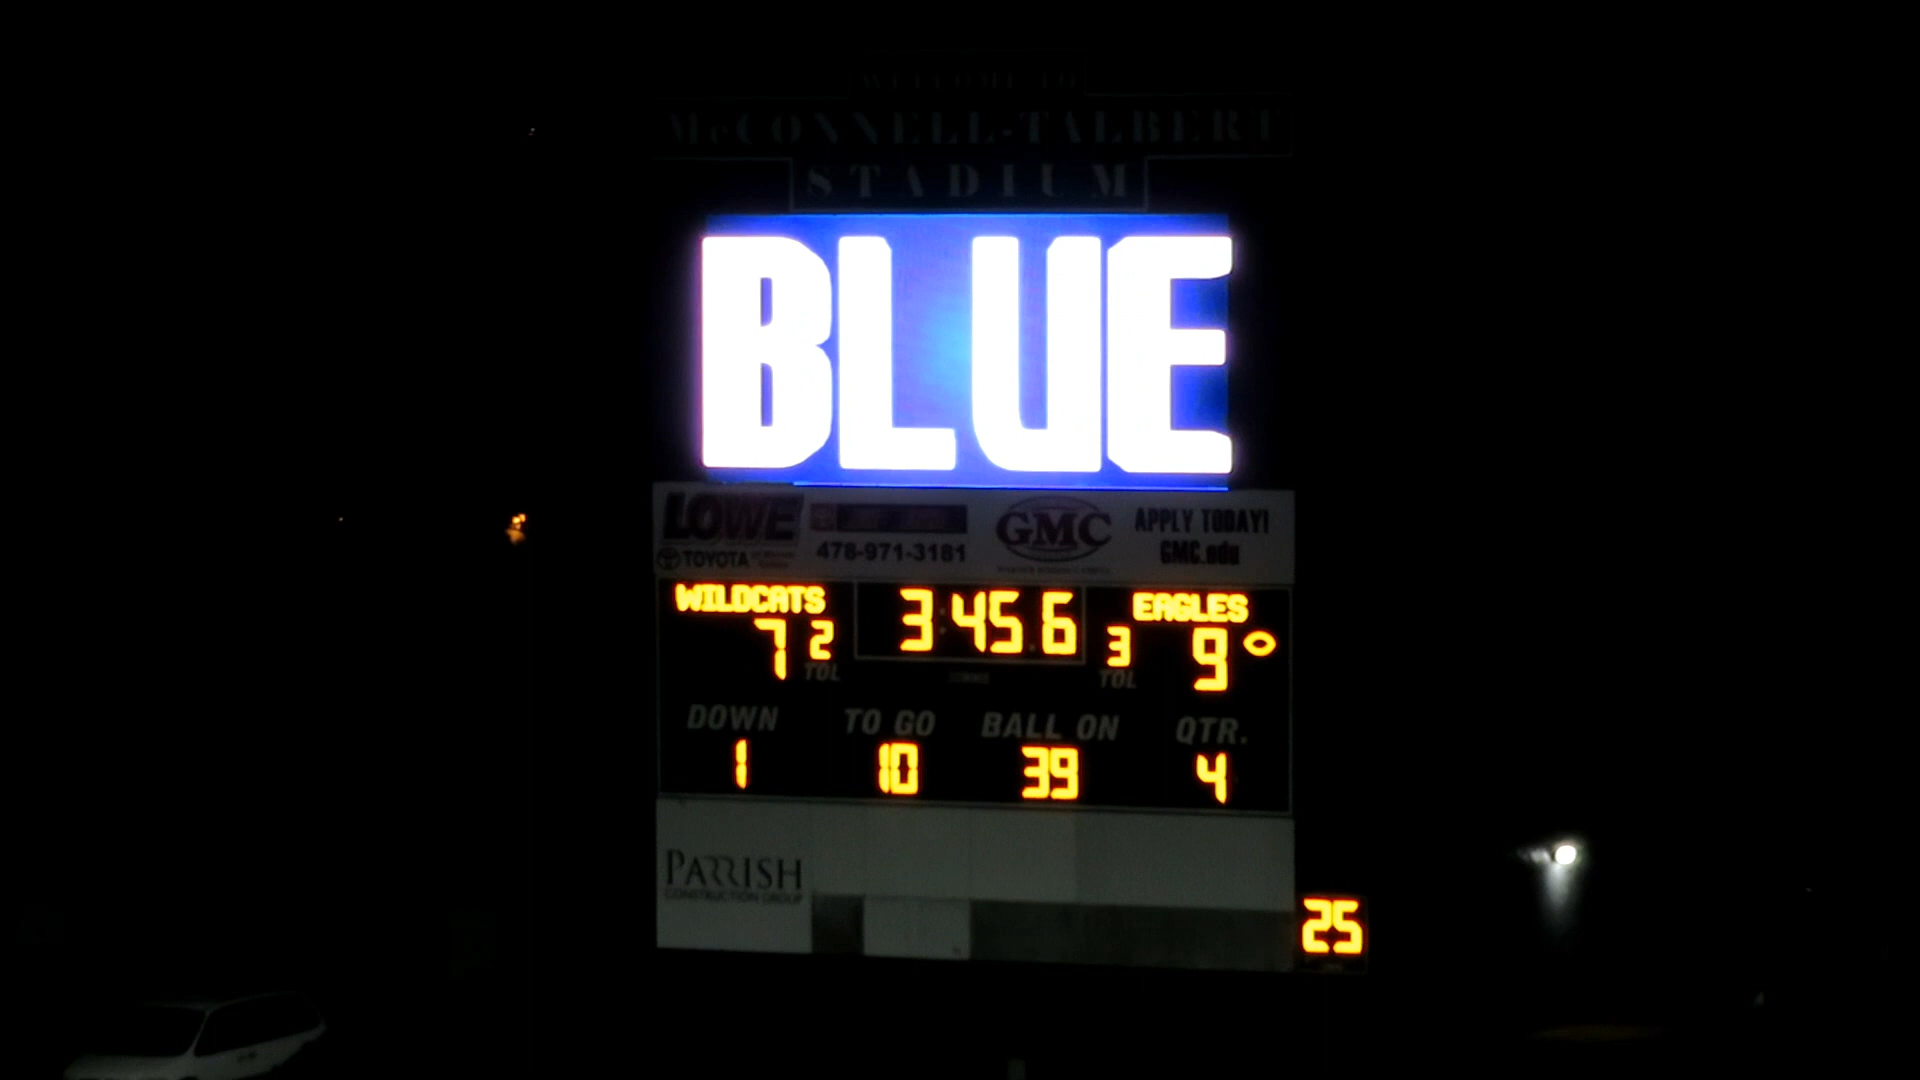 WELCOME TO
McCONNELL-TALBERT
STADIUM
BLUE
LOWE
TOYOTA
478-971-3181
GMC
APPLY TODAY!
GMC.edu
WILDCATS 3:45.6 EAGLES
7 2 3 9
TOL TOL
DOWN TO GO BALL ON QTR.
1 10 39 4
PARRISH
CONSTRUCTION GROUP
25